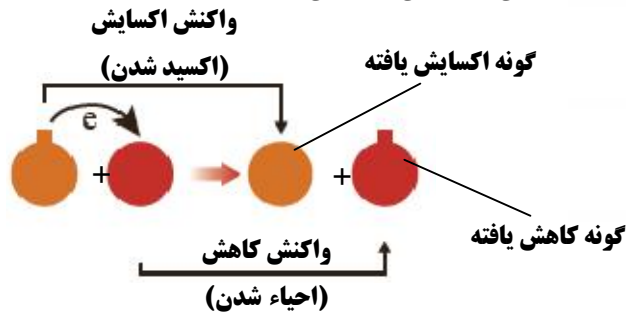 واکنش اکسایش
(اکسید شدن)
گونه اکسایش یافته
e
+
+
گونه کاهش یافته
واکنش کاهش
(احیاء شدن)